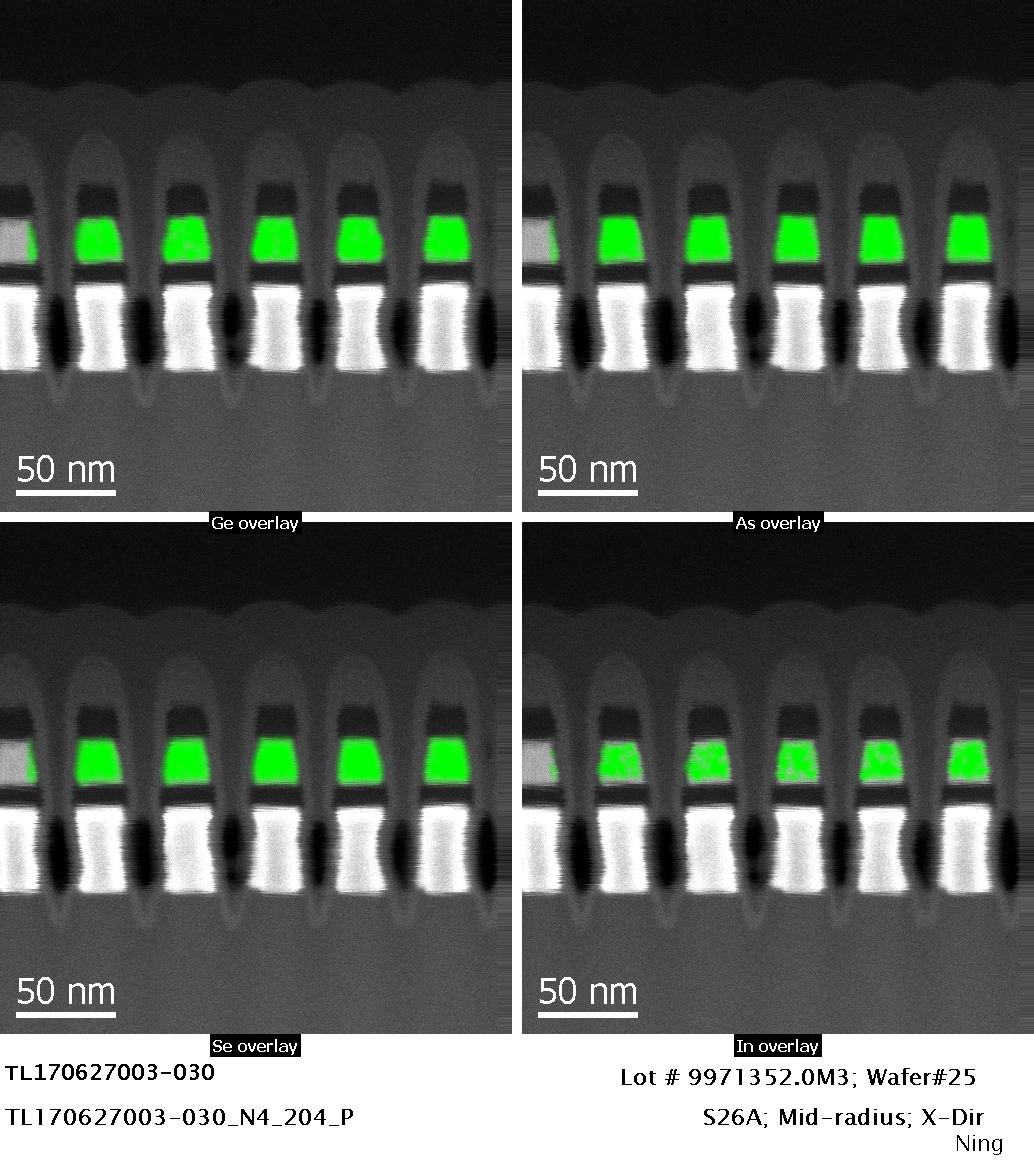 50 nm
50 nm
Ge overlay
As overlay
50 nm
50 nm
Se overlay
In overlay
TL170627003-030
Lot # 9971352.0M3; Wafer#25
TL170627003-030_N4_204_P
S26A; Mid-radius; X-Dir
Ning